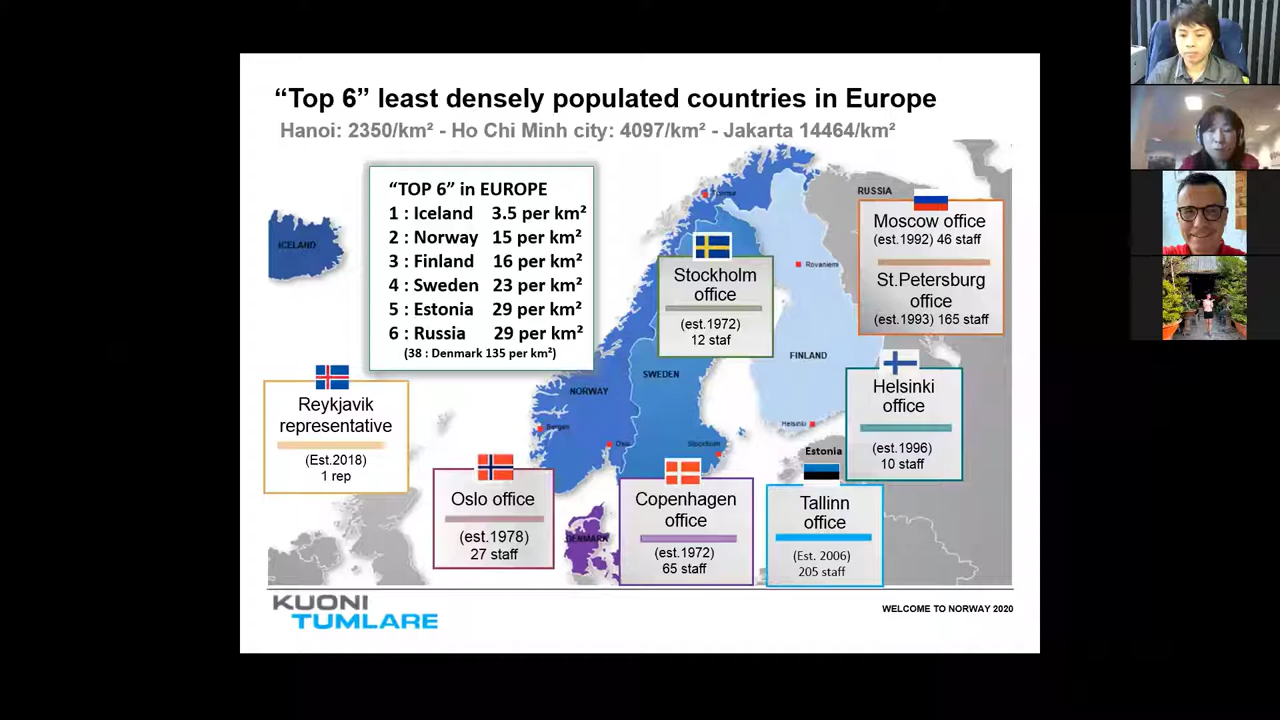 “Top 6” least densely populated countries in Europe
Hanoi: 2350/km² - Ho Chi Minh city: 4097/km² - Jakarta 14464/km²
“TOP 6” in EUROPE
1 : Iceland 3.5 per km²
2 : Norway 15 per km²
3 : Finland 16 per km²
4 : Sweden 23 per km²
5 : Estonia 29 per km²
6 : Russia 29 per km²
(38 : Denmark 135 per km²)
ICELAND
Tromsø
RUSSIA
Moscow office
(est.1992) 46 staff
St.Petersburg
office
(est.1993) 165 staff
Stockholm
office
(est.1972)
12 staf
Rovaniemi
FINLAND
SWEDEN
NORWAY
Helsinki
office
(est.1996)
10 staff
Reykjavik
representative
(Est.2018)
1 rep
Bergen
Oslo
Stockholm
Helsinki
Estonia
Oslo office
(est.1978)
27 staff
DENMARK
Copenhagen
office
(est.1972)
65 staff
Tallinn
office
(Est. 2006)
205 staff
KUONI
TUMLARE
WELCOME TO NORWAY 2020